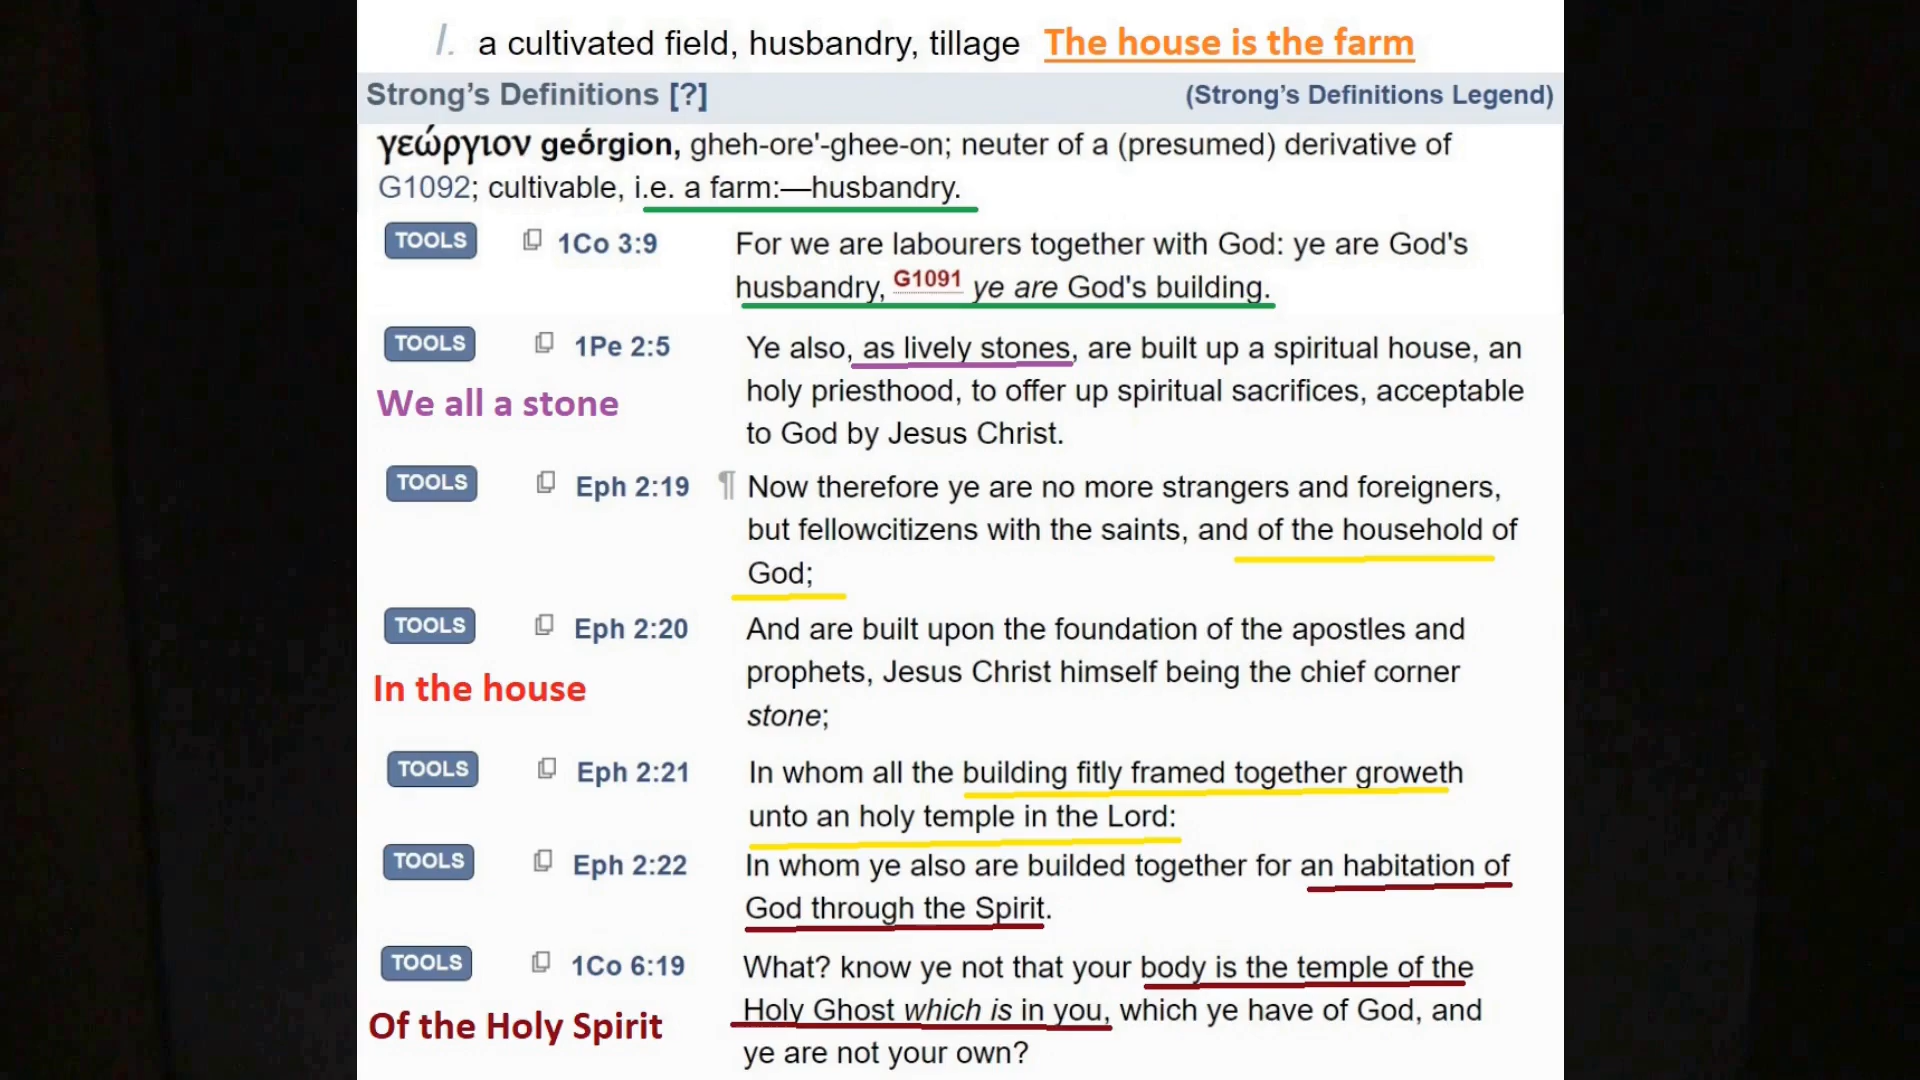 I. a cultivated field, husbandry, tillage The house is the farm
Strong's Definitions [?] (Strong's Definitions Legend)
γεώργιον geṓrgion, gheh-ore'-ghee-on; neuter of a (presumed) derivative of
G1092; cultivable, i.e. a farm:—husbandry.
TOOLS 1Co 3:9 For we are labourers together with God: ye are God's
husbandry, G1091 ye are God's building.
TOOLS 1Pe 2:5 Ye also, as lively stones, are built up a spiritual house, an
We all a stone holy priesthood, to offer up spiritual sacrifices, acceptable
to God by Jesus Christ.
TOOLS Eph 2:19 ¶ Now therefore ye are no more strangers and foreigners,
but fellowcitizens with the saints, and of the household of
God;
TOOLS Eph 2:20 And are built upon the foundation of the apostles and
In the house prophets, Jesus Christ himself being the chief corner
stone;
TOOLS Eph 2:21 In whom all the building fitly framed together groweth
unto an holy temple in the Lord:
TOOLS Eph 2:22 In whom ye also are builded together for an habitation of
God through the Spirit.
TOOLS 1Co 6:19 What? know ye not that your body is the temple of the
Of the Holy Spirit Holy Ghost which is in you, which ye have of God, and
ye are not your own?